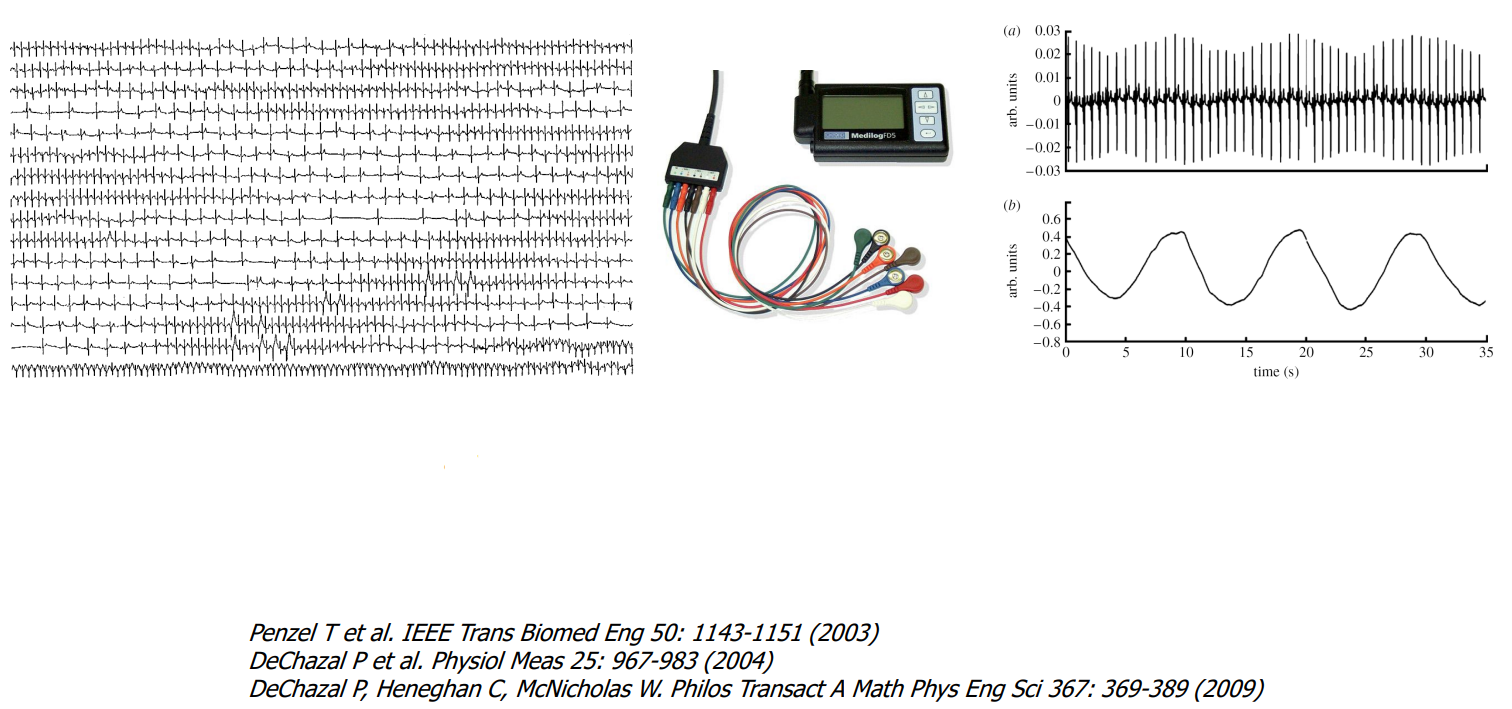 MedilogFD5
(a)
0.03
0.02
0.01
0
−0.01
−0.02
−0.03
arb. units
(b)
0.6
0.4
0.2
0
−0.2
−0.4
−0.6
−0.8
arb. units
0 5 10 15 20 25 30 35
time (s)
Penzel T et al. IEEE Trans Biomed Eng 50: 1143-1151 (2003)
DeChazal P et al. Physiol Meas 25: 967-983 (2004)
DeChazal P, Heneghan C, McNicholas W. Philos Transact A Math Phys Eng Sci 367: 369-389 (2009)